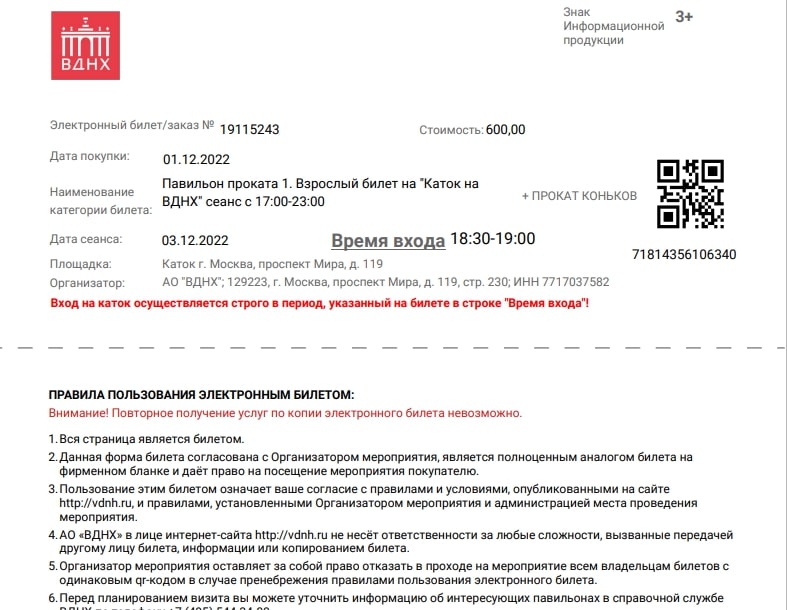 Знак
Информационной
продукции
3+
ВДНХ
Электронный билет/заказ № 19115243
Стоимость: 600,00
Дата покупки: 01.12.2022
Наименование
категории билета:
Павильон проката 1. Взрослый билет на "Каток на
ВДНХ" сеанс с 17:00-23:00
+ ПРОКАТ КОНЬКОВ
Дата сеанса: 03.12.2022
Время входа 18:30-19:00
71814356106340
Площадка: Каток г. Москва, проспект Мира, д. 119
Организатор: АО "ВДНХ"; 129223, г. Москва, проспект Мира, д. 119, стр. 230; ИНН 7717037582
Вход на каток осуществляется строго в период, указанный на билете в строке "Время входа"!
ПРАВИЛА ПОЛЬЗОВАНИЯ ЭЛЕКТРОННЫМ БИЛЕТОМ:
Внимание! Повторное получение услуг по копии электронного билета невозможно.
1. Вся страница является билетом.
2. Данная форма билета согласована с Организатором мероприятия, является полноценным аналогом билета на
фирменном бланке и даёт право на посещение мероприятия покупателю.
3. Пользование этим билетом означает ваше согласие с правилами и условиями, опубликованными на сайте
http://vdnh.ru, и правилами, установленными Организатором мероприятия и администрацией места проведения
мероприятия.
4. АО «ВДНХ» в лице интернет-сайта http://vdnh.ru не несёт ответственности за любые сложности, вызванные передачей
другому лицу билета, информации или копированием билета.
5. Организатор мероприятия оставляет за собой право отказать в проходе на мероприятие всем владельцам билетов с
одинаковым qr-кодом в случае пренебрежения правилами пользования электронного билета.
6. Перед планированием визита вы можете уточнить информацию об интересующих павильонах в справочной службе